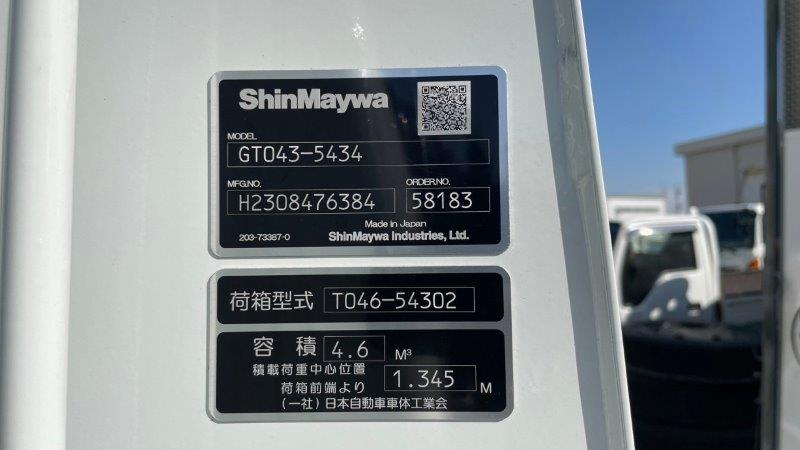 ShinMaywa
MODEL
GT043-5434
MFG.NO. ORDER.NO.
H2308476384 58183
Made in Japan
203-73387-0 ShinMaywa Industries, Ltd.
荷箱型式 T046-54302
容積 4.6 M³
積載荷重中心位置
荷箱前端より 1.345 M
(一社)日本自動車車体工業会